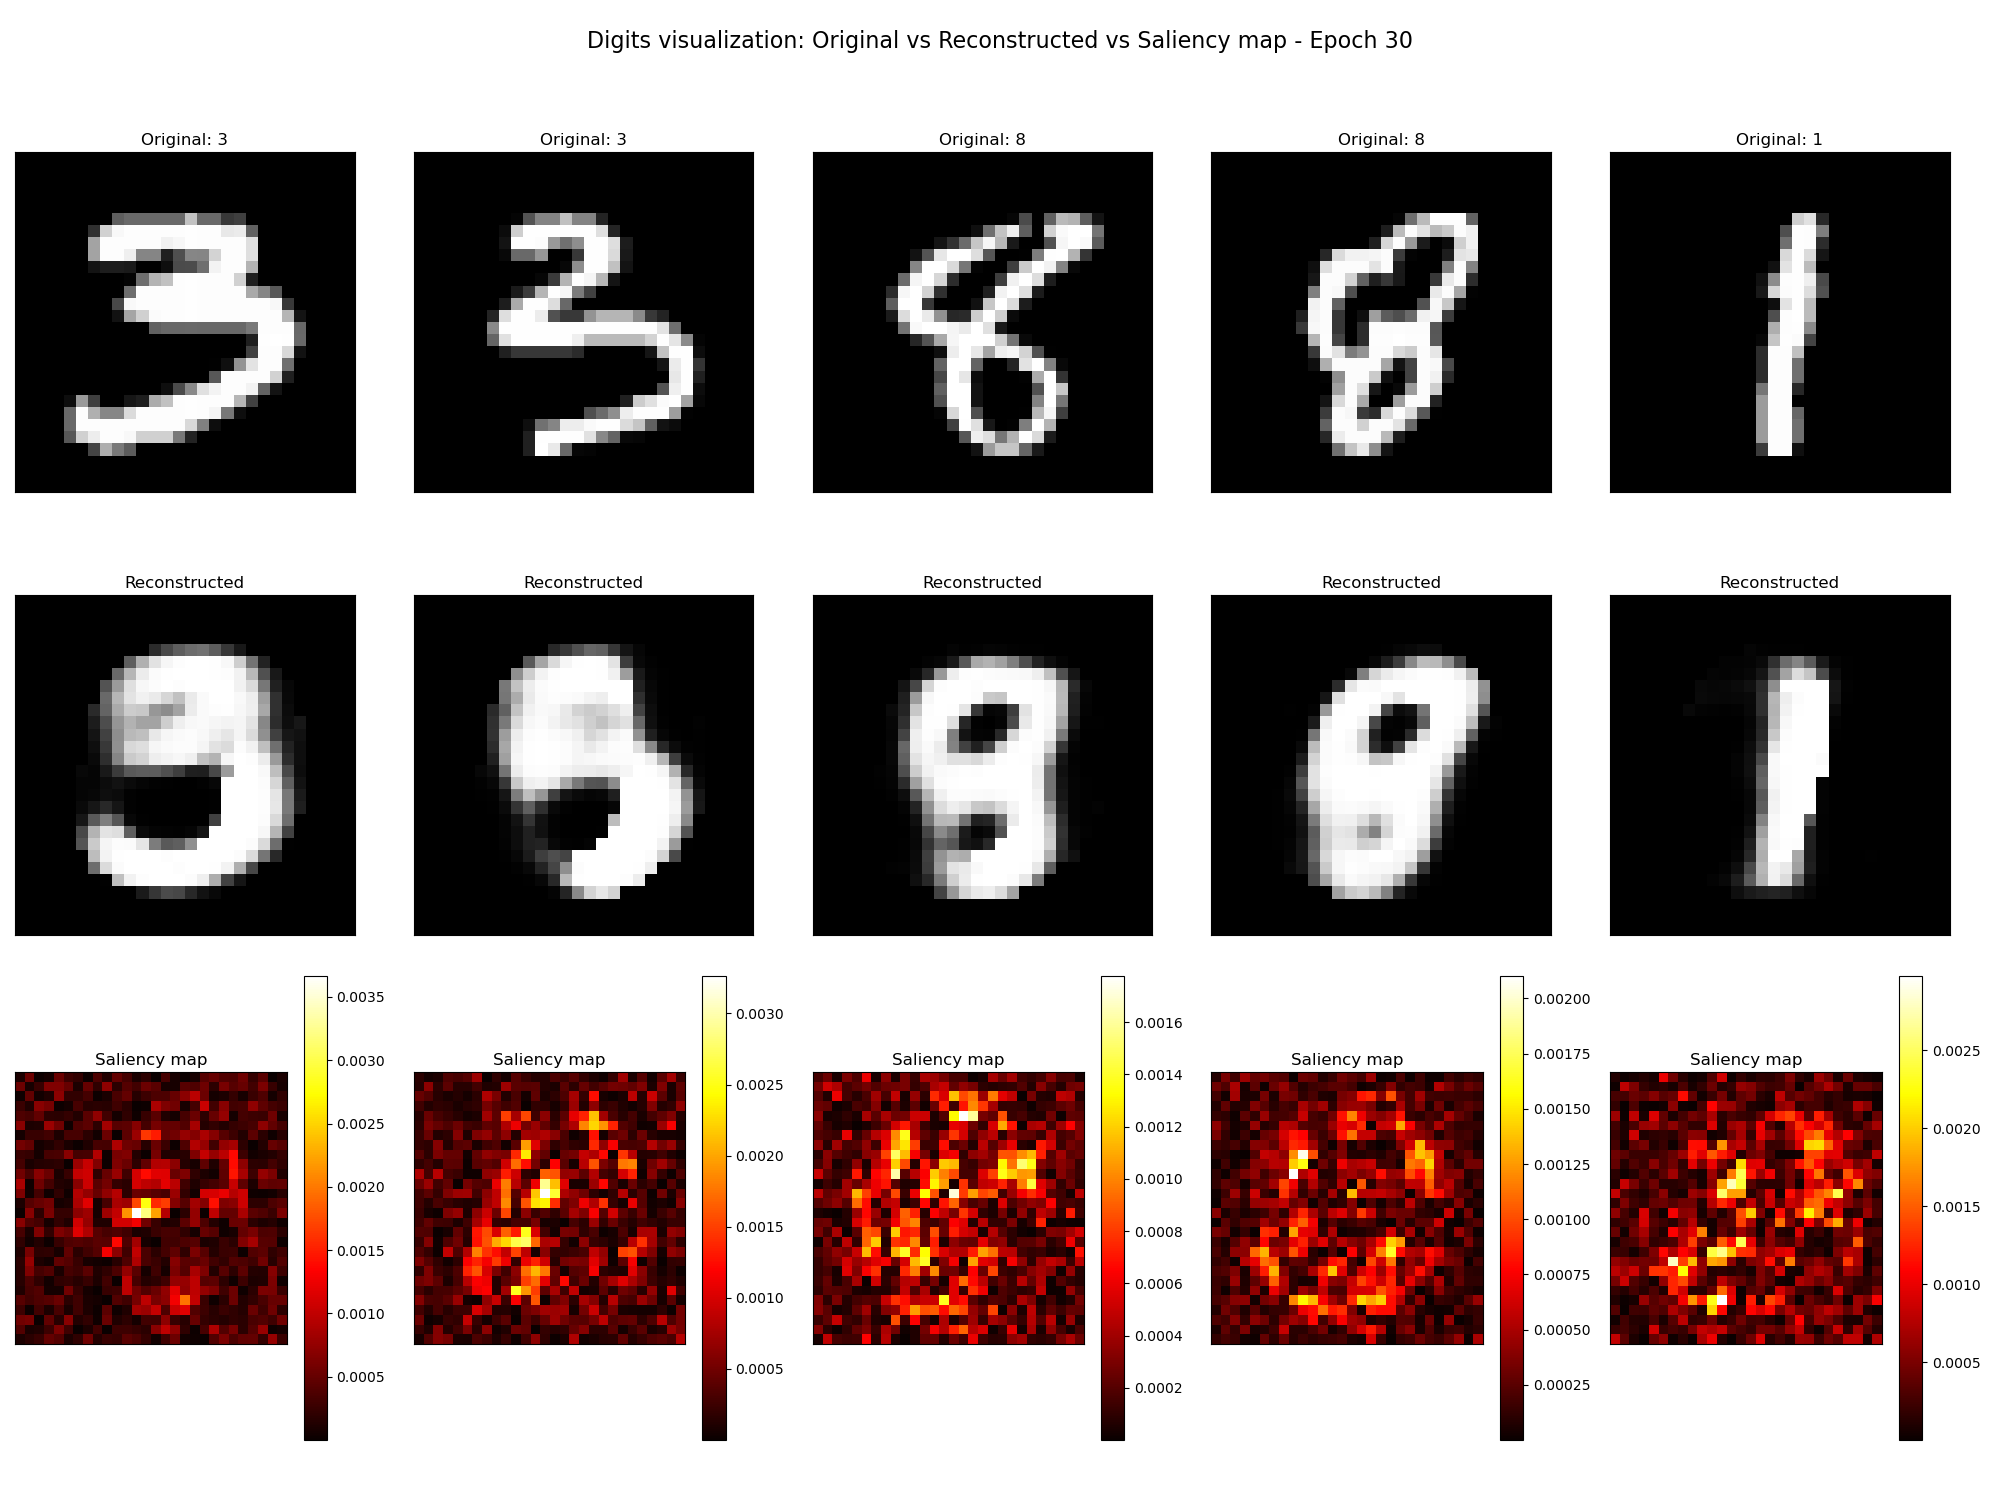 Digits visualization: Original vs Reconstructed vs Saliency map - Epoch 30
Original: 3
Original: 3
Original: 8
Original: 8
Original: 1
Reconstructed
Reconstructed
Reconstructed
Reconstructed
Reconstructed
Saliency map
0.0035
0.0030
0.0025
0.0020
0.0015
0.0010
0.0005
Saliency map
0.0030
0.0025
0.0020
0.0015
0.0010
0.0005
Saliency map
0.0016
0.0014
0.0012
0.0010
0.0008
0.0006
0.0004
0.0002
Saliency map
0.00200
0.00175
0.00150
0.00125
0.00100
0.00075
0.00050
0.00025
Saliency map
0.0025
0.0020
0.0015
0.0010
0.0005